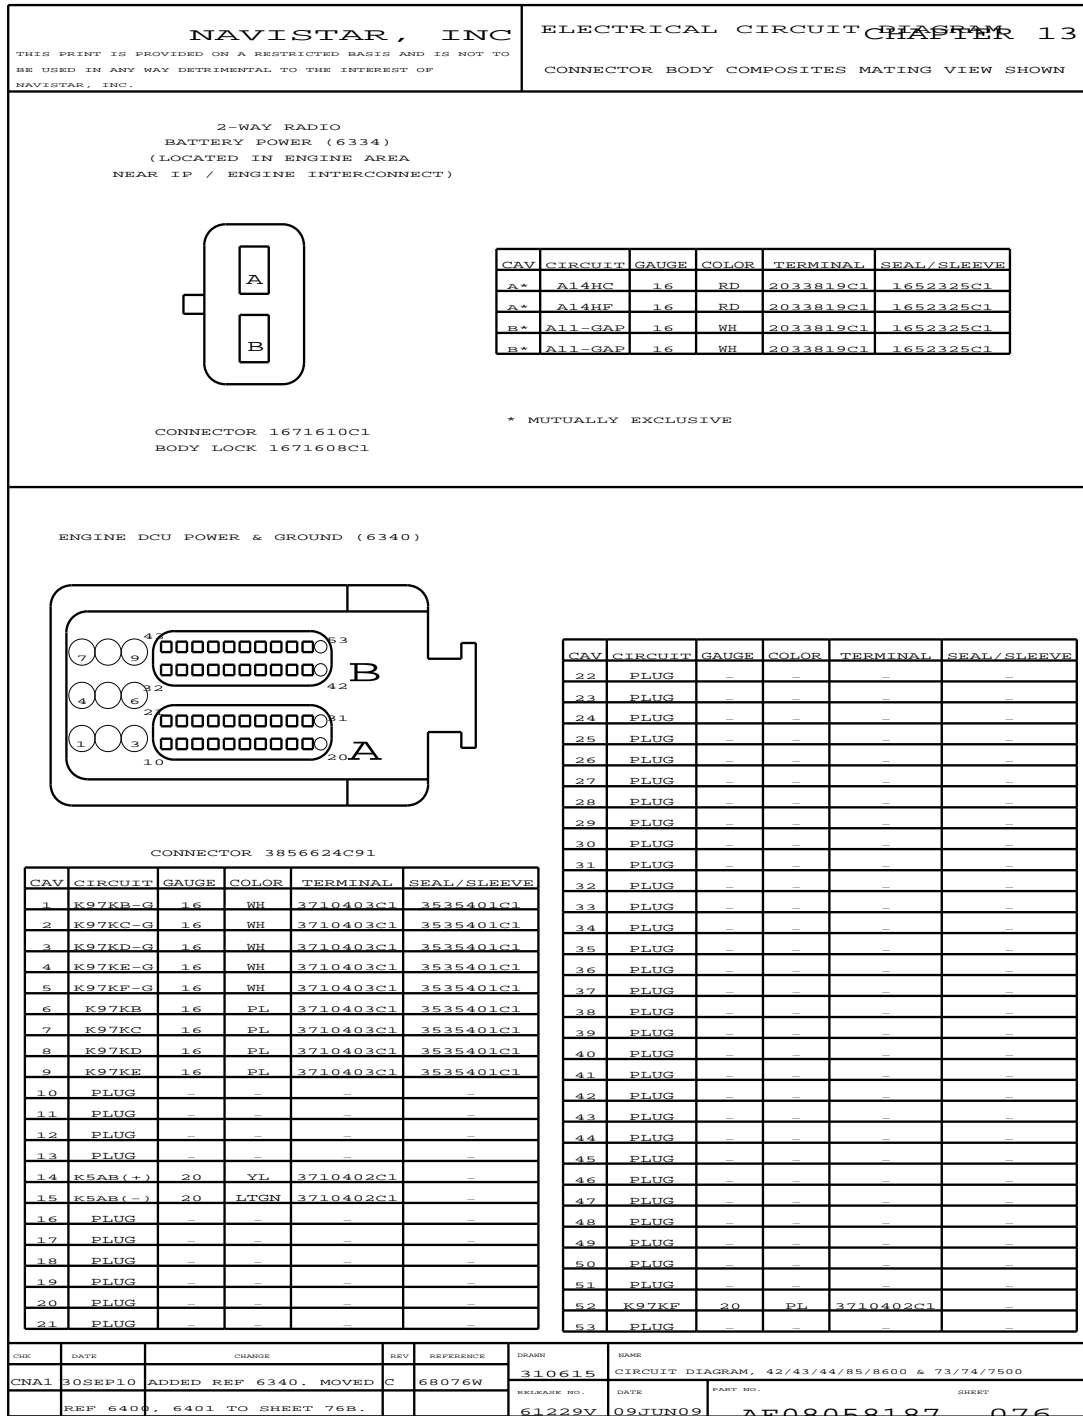 NAVISTAR, INC
THIS PRINT IS PROVIDED ON A RESTRICTED BASIS AND IS NOT TO
BE USED IN ANY WAY DETRIMENTAL TO THE INTEREST OF
NAVISTAR, INC.
ELECTRICAL CIRCUIT DIAGRAM
CHAPTER 13
CONNECTOR BODY COMPOSITES MATING VIEW SHOWN
2-WAY RADIO
BATTERY POWER (6334)
(LOCATED IN ENGINE AREA
NEAR IP / ENGINE INTERCONNECT)
A
B
CONNECTOR 1671610C1
BODY LOCK 1671608C1
CAV CIRCUIT GAUGE COLOR TERMINAL SEAL/SLEEVE
A* A14HC 16 RD 2033819C1 1652325C1
A* A14HF 16 RD 2033819C1 1652325C1
B* A11-GAP 16 WH 2033819C1 1652325C1
B* A11-GAP 16 WH 2033819C1 1652325C1
* MUTUALLY EXCLUSIVE
ENGINE DCU POWER & GROUND (6340)
43 53
7 9
B
32 42
4 6
21 31
1 3
A
10 20
CONNECTOR 3856624C91
CAV CIRCUIT GAUGE COLOR TERMINAL SEAL/SLEEVE
1 K97KB-G 16 WH 3710403C1 3535401C1
2 K97KC-G 16 WH 3710403C1 3535401C1
3 K97KD-G 16 WH 3710403C1 3535401C1
4 K97KE-G 16 WH 3710403C1 3535401C1
5 K97KF-G 16 WH 3710403C1 3535401C1
6 K97KB 16 PL 3710403C1 3535401C1
7 K97KC 16 PL 3710403C1 3535401C1
8 K97KD 16 PL 3710403C1 3535401C1
9 K97KE 16 PL 3710403C1 3535401C1
10 PLUG – – – –
11 PLUG – – – –
12 PLUG – – – –
13 PLUG – – – –
14 K5AB(+) 20 YL 3710402C1 –
15 K5AB(-) 20 LTGN 3710402C1 –
16 PLUG – – – –
17 PLUG – – – –
18 PLUG – – – –
19 PLUG – – – –
20 PLUG – – – –
21 PLUG – – – –
CAV CIRCUIT GAUGE COLOR TERMINAL SEAL/SLEEVE
22 PLUG – – – –
23 PLUG – – – –
24 PLUG – – – –
25 PLUG – – – –
26 PLUG – – – –
27 PLUG – – – –
28 PLUG – – – –
29 PLUG – – – –
30 PLUG – – – –
31 PLUG – – – –
32 PLUG – – – –
33 PLUG – – – –
34 PLUG – – – –
35 PLUG – – – –
36 PLUG – – – –
37 PLUG – – – –
38 PLUG – – – –
39 PLUG – – – –
40 PLUG – – – –
41 PLUG – – – –
42 PLUG – – – –
43 PLUG – – – –
44 PLUG – – – –
45 PLUG – – – –
46 PLUG – – – –
47 PLUG – – – –
48 PLUG – – – –
49 PLUG – – – –
50 PLUG – – – –
51 PLUG – – – –
52 K97KF 20 PL 3710402C1 –
53 PLUG – – – –
CHK DATE CHANGE REV REFERENCE
CNA1 30SEP10 ADDED REF 6340. MOVED C 68076W
REF 6400, 6401 TO SHEET 76B.
DRAWN NAME
310615 CIRCUIT DIAGRAM, 42/43/44/85/8600 & 73/74/7500
RELEASE NO. DATE PART NO. SHEET
61229V 09JUN09 AF08058187 076